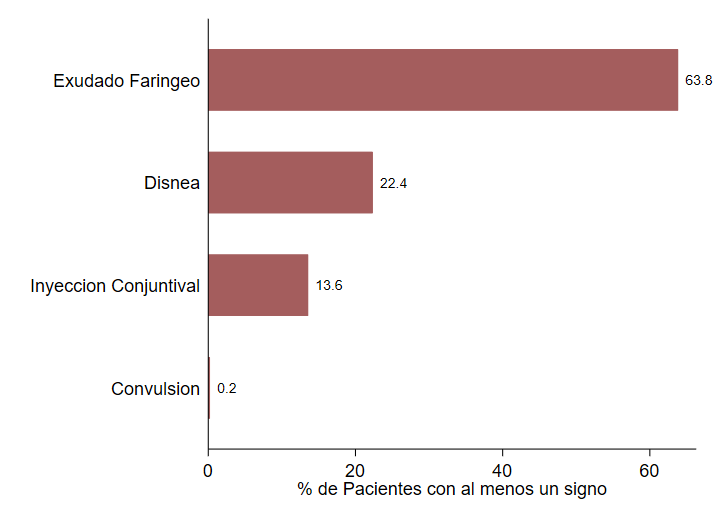 Exudado Faringeo
63.8
Disnea
22.4
Inyeccion Conjuntival
13.6
Convulsion
0.2
0
20
40
60
% de Pacientes con al menos un signo